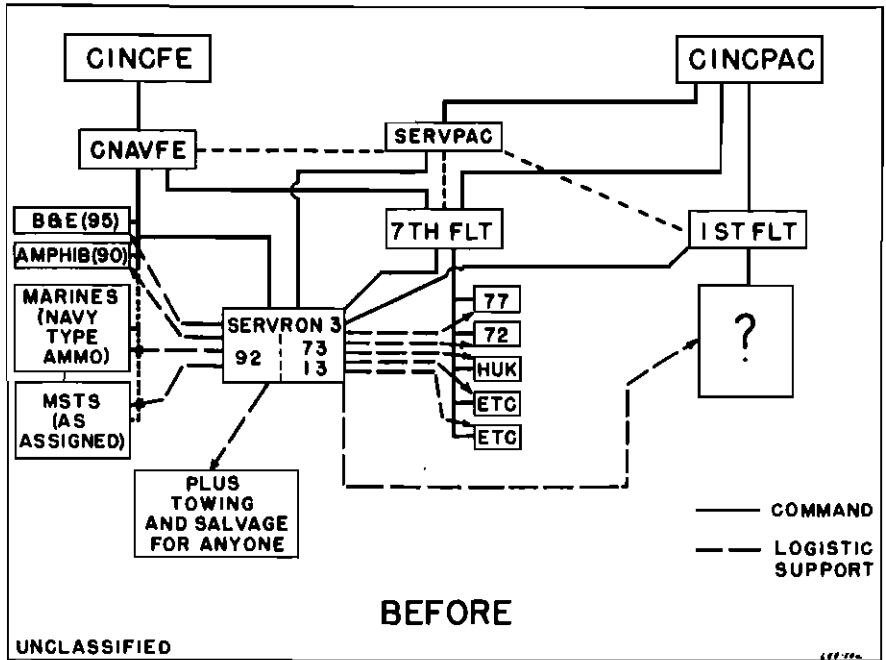 CINCFE
CINCPAC
SERVPAC
CNAVFE
7TH FLT
1ST FLT
B&E(95)
AMPHIB(90)
MARINES
(NAVY
TYPE
AMMO)
MSTS
(AS
ASSIGNED)
SERVRON 3
92
73
13
77
72
HUK
ETC
ETC
?
PLUS
TOWING
AND SALVAGE
FOR ANYONE
COMMAND
LOGISTIC
SUPPORT
BEFORE
UNCLASSIFIED